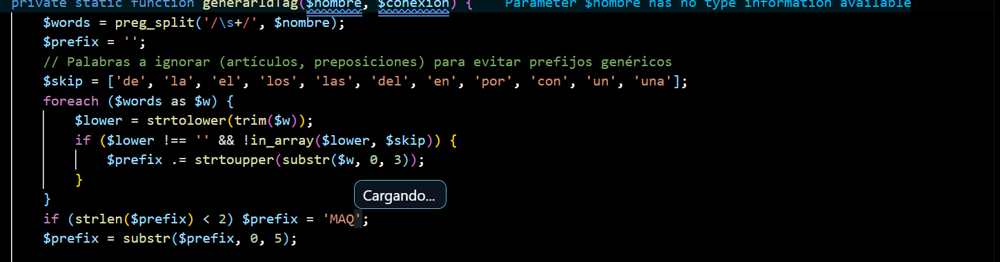 private static function generarIdTag($nombre, $conexion) {    Parameter $nombre has no type information available
$words = preg_split('/\s+/', $nombre);
$prefix = '';
// Palabras a ignorar (artículos, preposiciones) para evitar prefijos genéricos
$skip = ['de', 'la', 'el', 'los', 'las', 'del', 'en', 'por', 'con', 'un', 'una'];
foreach ($words as $w) {
$lower = strtolower(trim($w));
if ($lower !== '' && !in_array($lower, $skip)) {
$prefix .= strtoupper(substr($w, 0, 3));
}
Cargando...
}
if (strlen($prefix) < 2) $prefix = 'MAQ';
$prefix = substr($prefix, 0, 5);